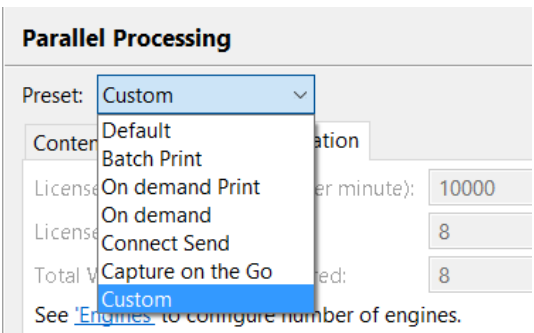 Parallel Processing
Preset: Custom
Default
Batch Print
On demand Print
On demand
Connect Send
Capture on the Go
Custom
Conten ation
License er minute): 10000
License 8
Total red: 8
See 'Engines' to configure number of engines.